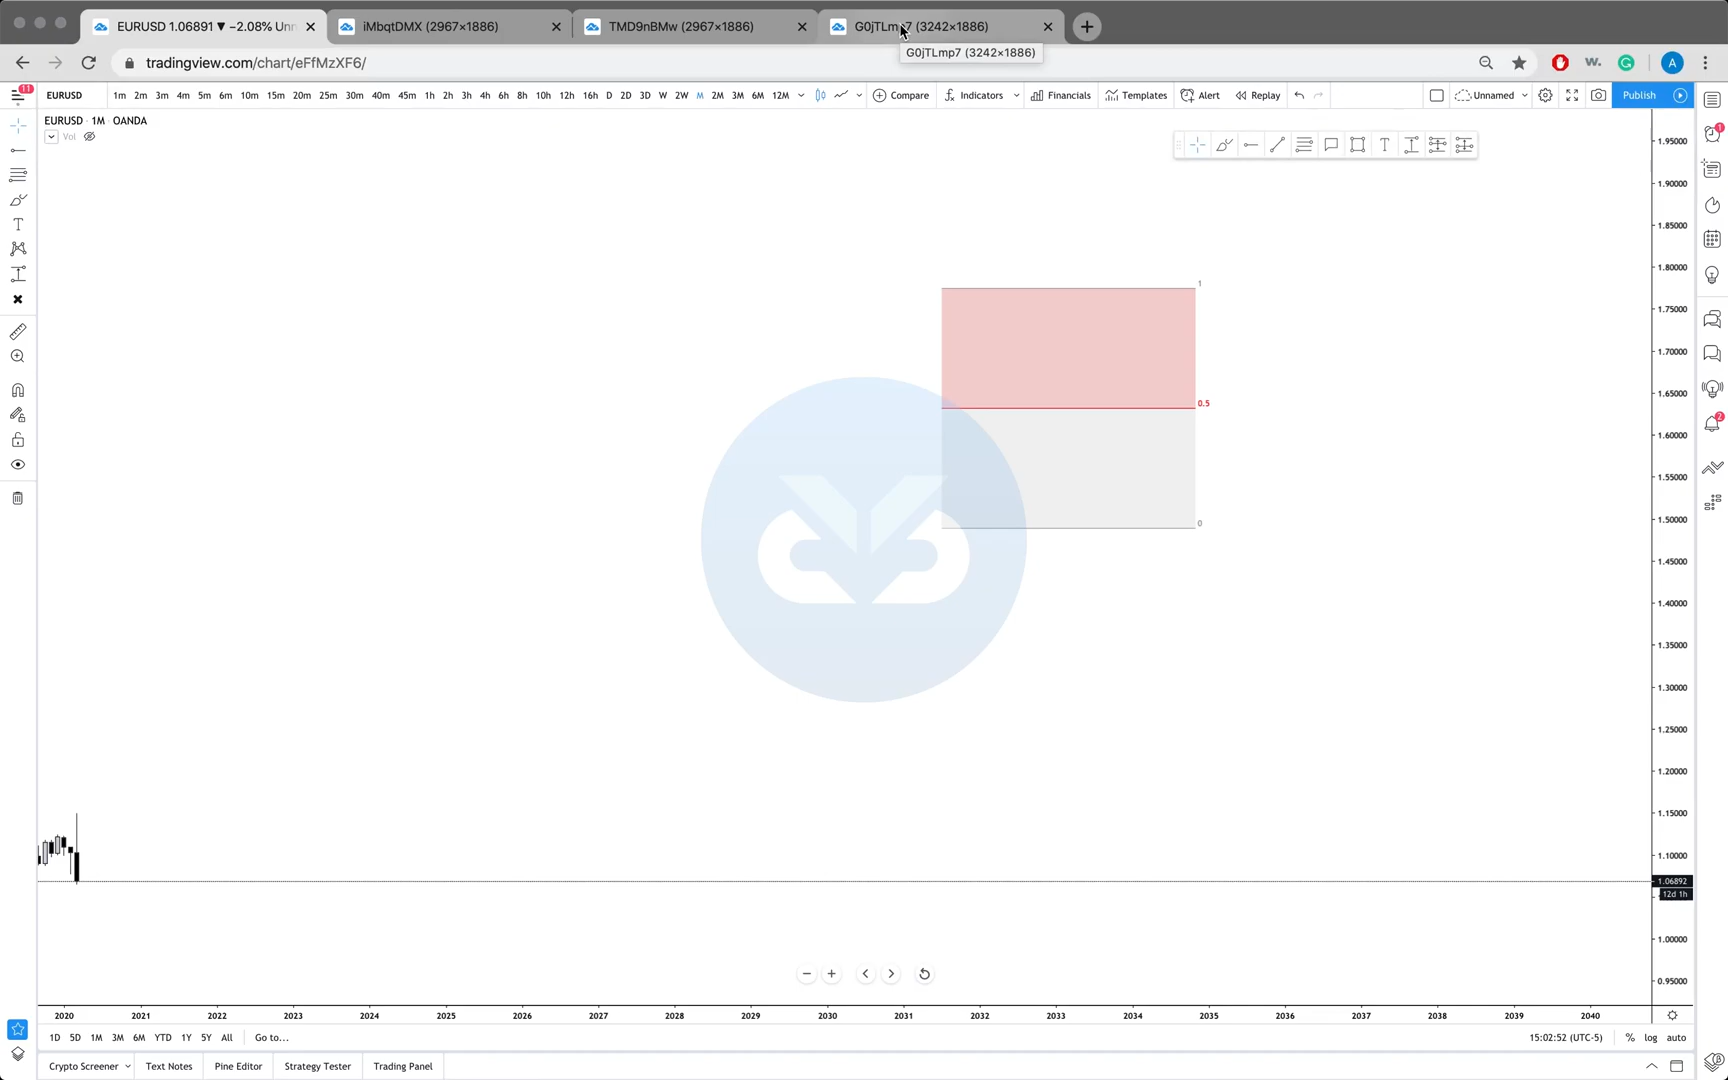 EURUSD 1.06891 ▼ −2.08% Unn
iMbqtDMX (2967×1886)
TMD9nBMw (2967×1886)
G0jTLmp7 (3242×1886)
G0jTLmp7 (3242×1886)
tradingview.com/chart/eFfMzXF6/
W.
A
11
EURUSD 1m 2m 3m 4m 5m 6m 10m 15m 20m 25m 30m 40m 45m 1h 2h 3h 4h 6h 8h 10h 12h 16h D 2D 3D W 2W M 2M 3M 6M 12M Compare Indicators Financials Templates Alert Replay Unnamed Publish
EURUSD · 1M · OANDA
Vol
T
T
1
2
1
0.5
0
1.95000
1.90000
1.85000
1.80000
1.75000
1.70000
1.65000
1.60000
1.55000
1.50000
1.45000
1.40000
1.35000
1.30000
1.25000
1.20000
1.15000
1.10000
1.06892
12d 1h
1.00000
0.95000
2020 2021 2022 2023 2024 2025 2026 2027 2028 2029 2030 2031 2032 2033 2034 2035 2036 2037 2038 2039 2040
1D 5D 1M 3M 6M YTD 1Y 5Y All Go to... 15:02:52 (UTC-5) % log auto
Crypto Screener Text Notes Pine Editor Strategy Tester Trading Panel